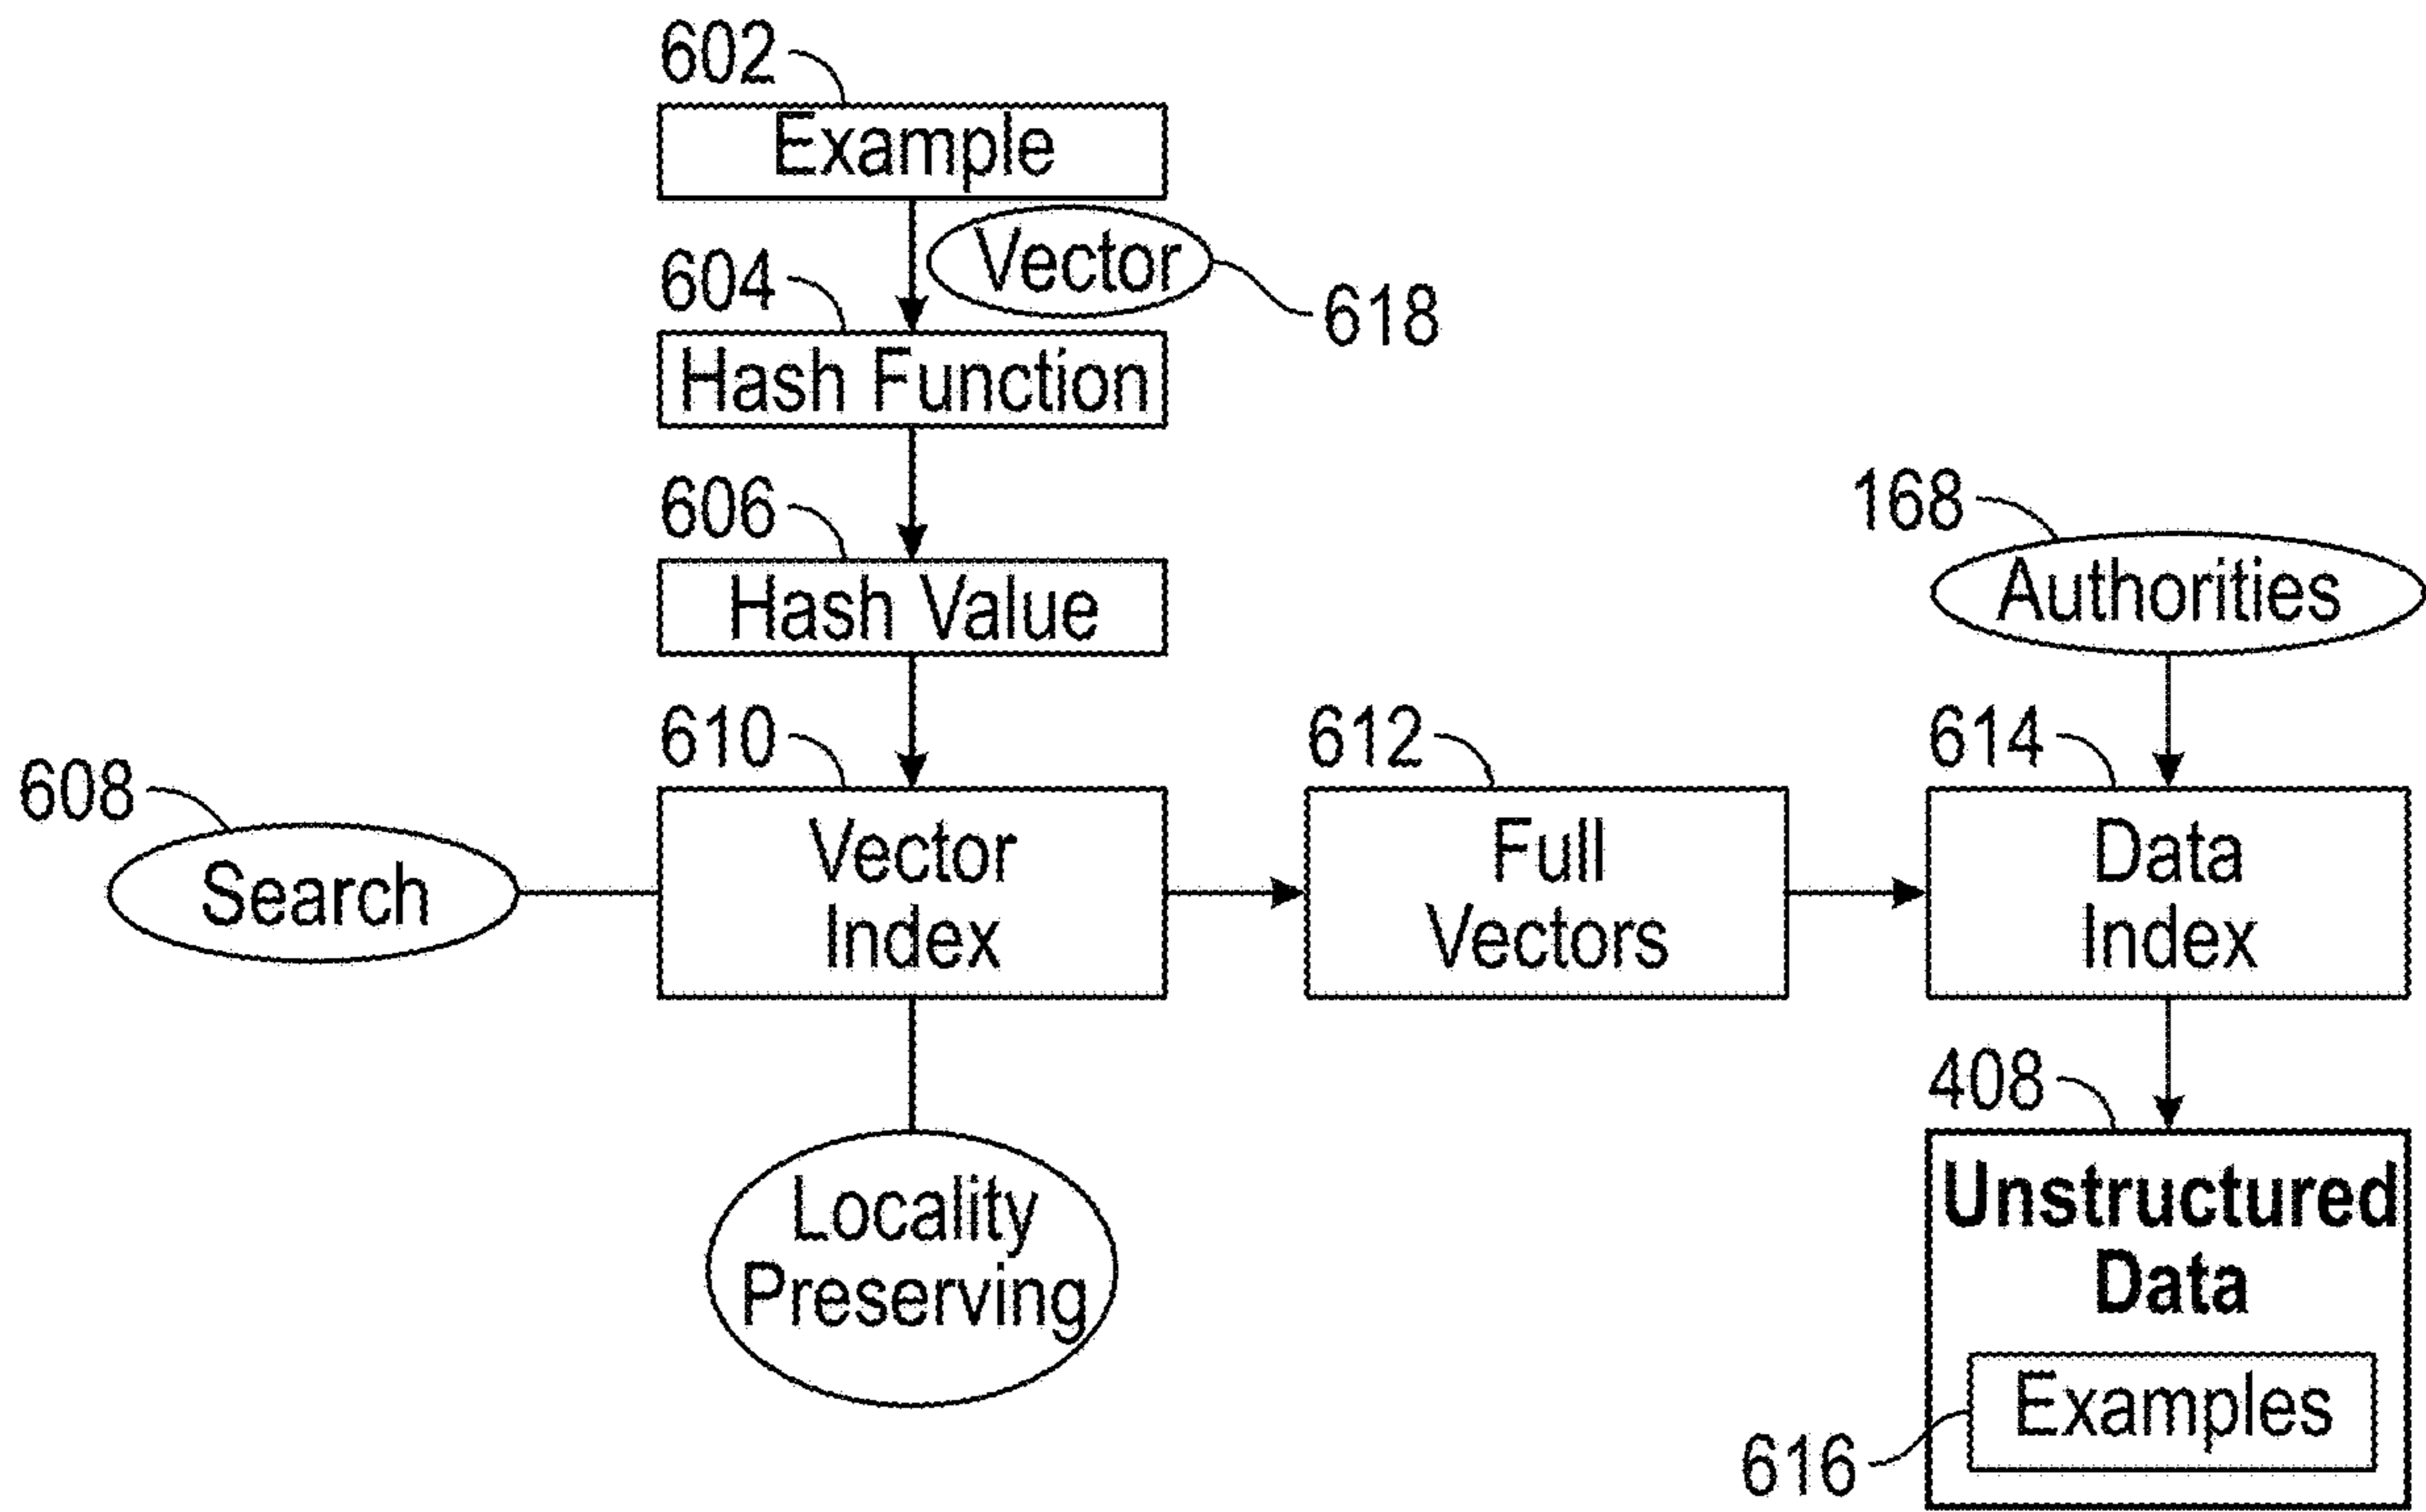 602
Example
Vector
618
604
Hash Function
606
Hash Value
168
Authorities
608
Search
610
Vector
Index
612
Full
Vectors
614
Data
Index
Locality
Preserving
408
Unstructured
Data
Examples
616